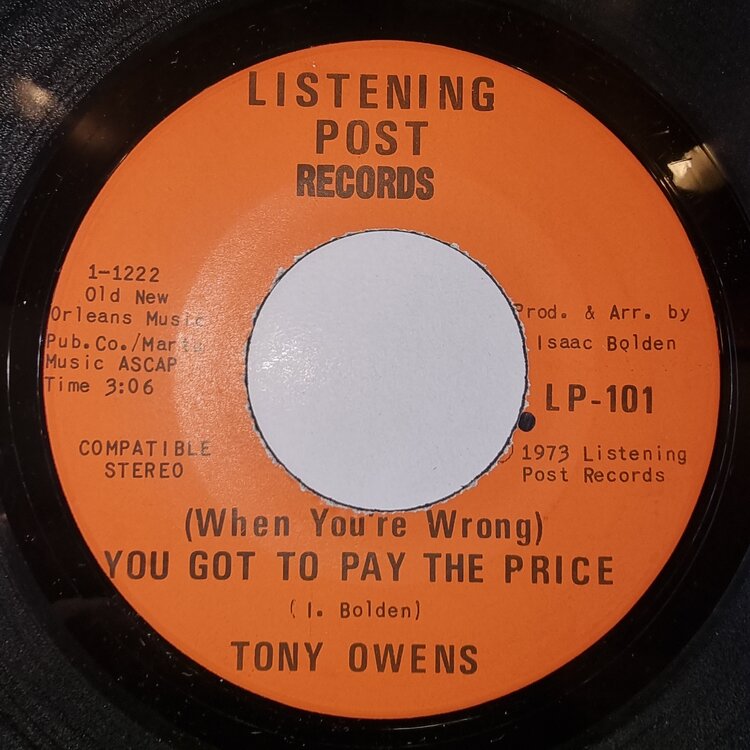 LISTENING
POST
RECORDS
1-1222
Old New
Orleans Music
Pub.Co./
Music ASCAP
Time 3:06
COMPATIBLE
STEREO
Prod. & Arr. by
Isaac Bolden
LP-101
℗ 1973 Listening
Post Records
(When You're Wrong)
YOU GOT TO PAY THE PRICE
(I. Bolden)
TONY OWENS